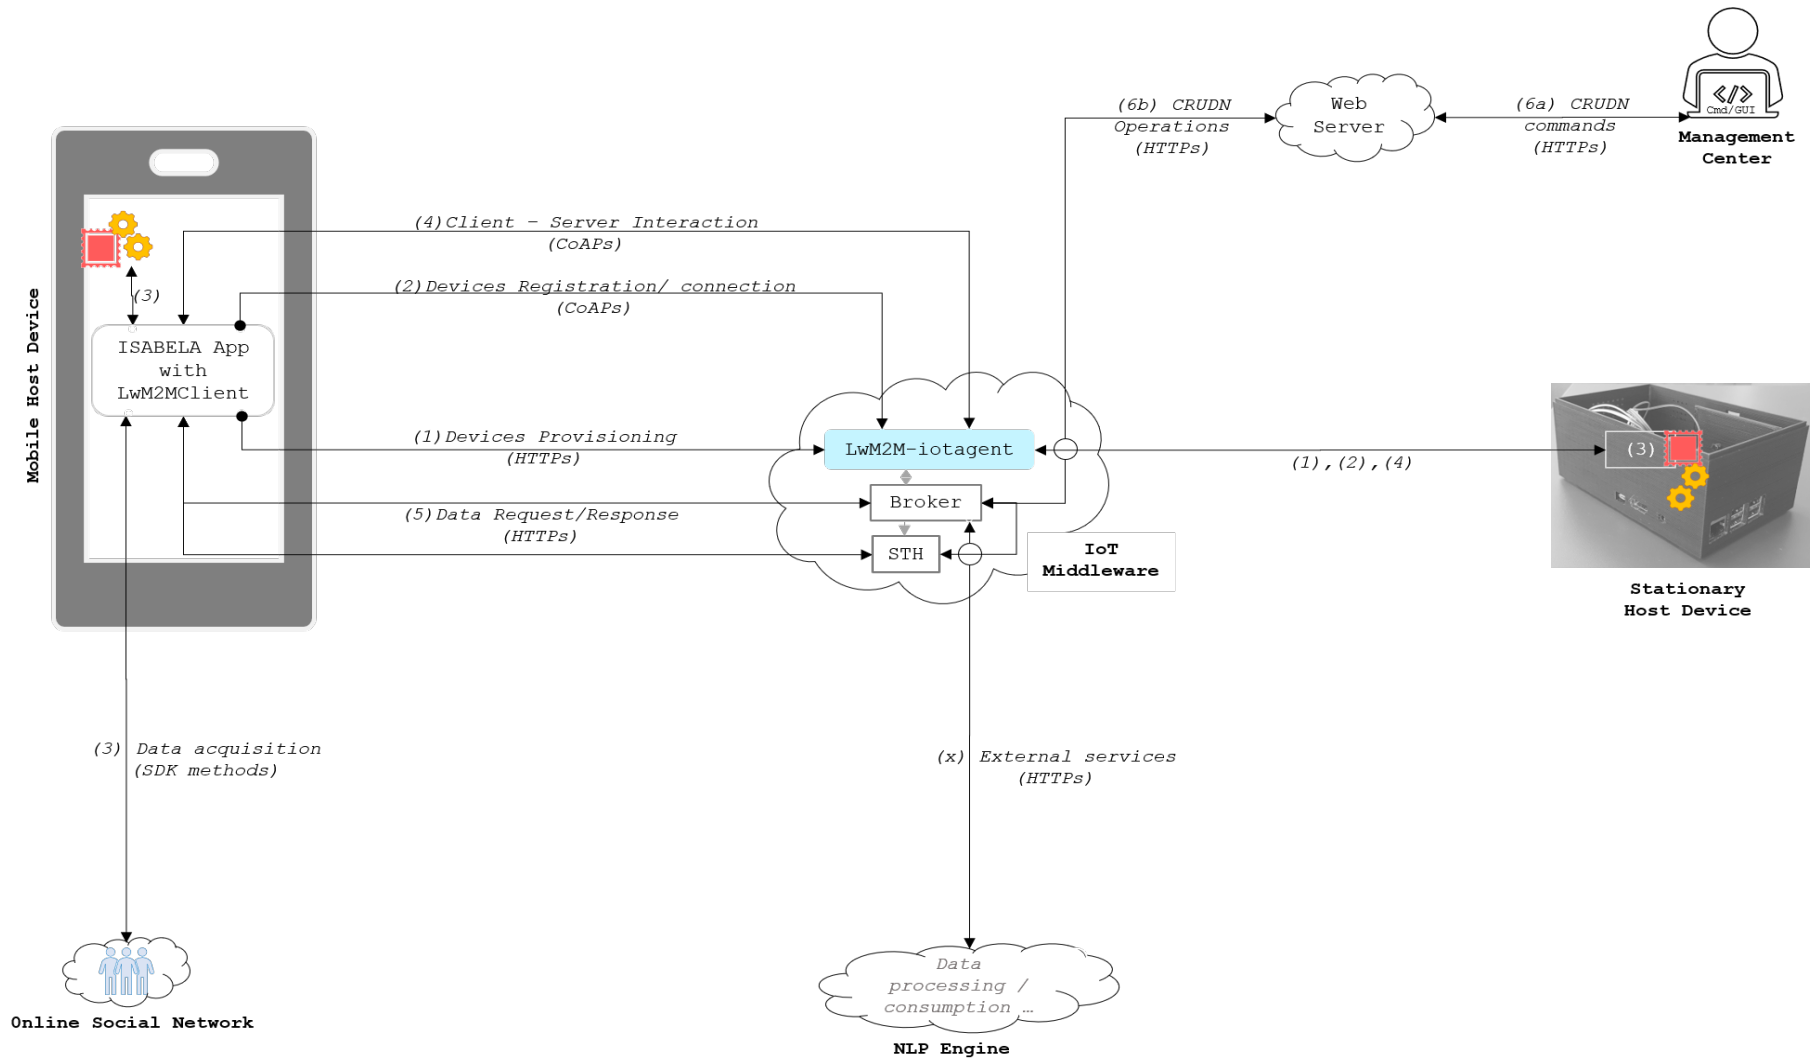 (6b) CRUDN
Operations
(HTTPs)
Web
Server
(6a) CRUDN
commands
(HTTPs)
Cmd/GUI
Management
Center
Mobile Host Device
(4)Client – Server Interaction
(CoAPs)
(2)Devices Registration/ connection
(CoAPs)
(3)
ISABELA App
with
LwM2MClient
(1)Devices Provisioning
(HTTPs)
(5)Data Request/Response
(HTTPs)
LwM2M-iotagent
Broker
STH
IoT
Middleware
(1),(2),(4)
(3)
Stationary
Host Device
(3) Data acquisition
(SDK methods)
(x) External services
(HTTPs)
Online Social Network
Data
processing /
consumption …
NLP Engine